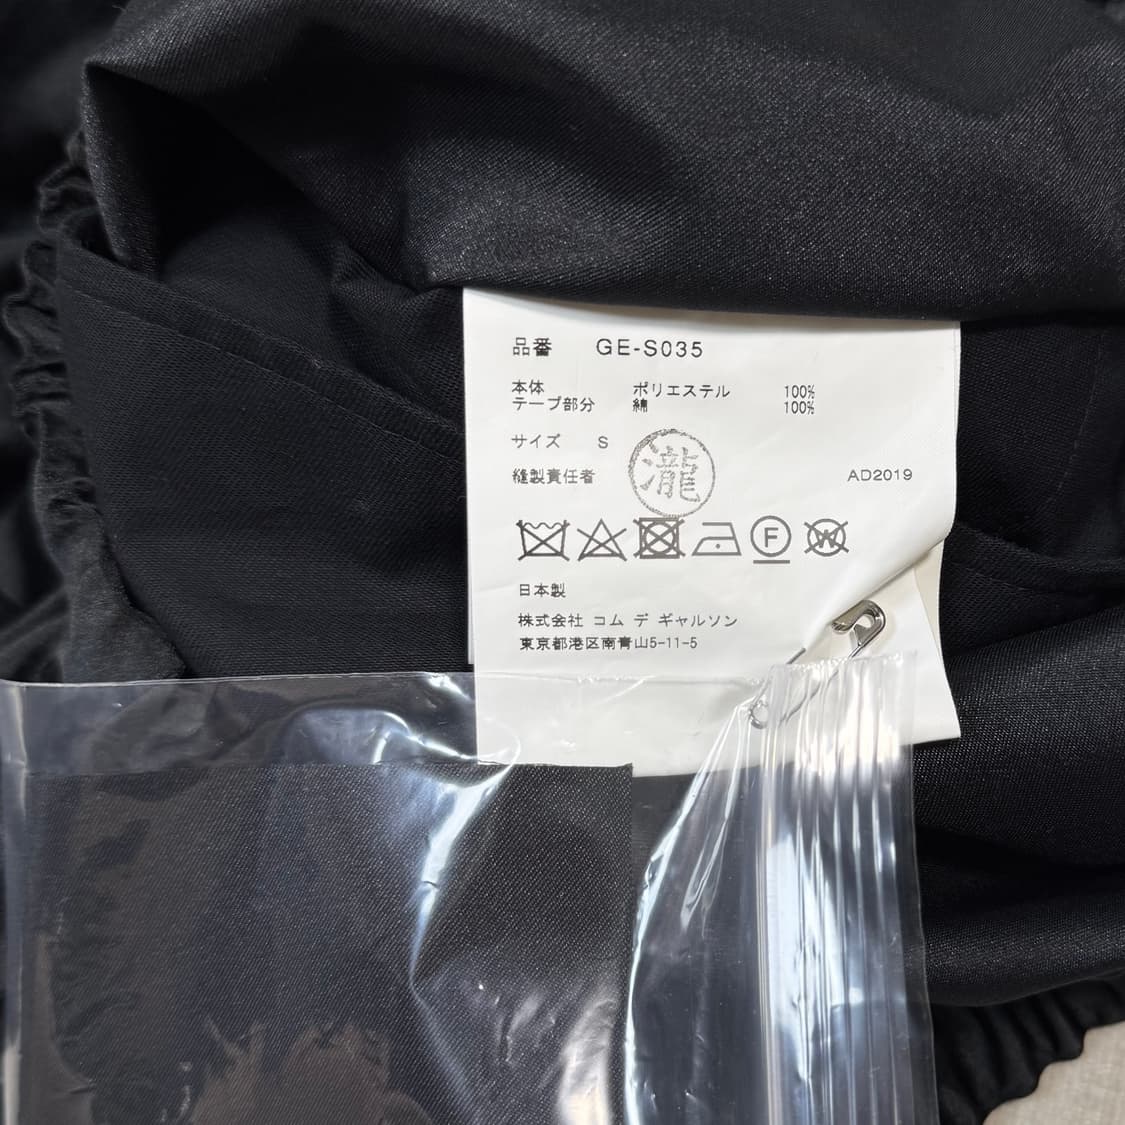 品番 GE-S035
本体 ポリエステル 100%
テープ部分 綿 100%
サイズ S
縫製責任者 瀧 AD2019
F W
日本製
株式会社 コム デ ギャルソン
東京都港区南青山5-11-5